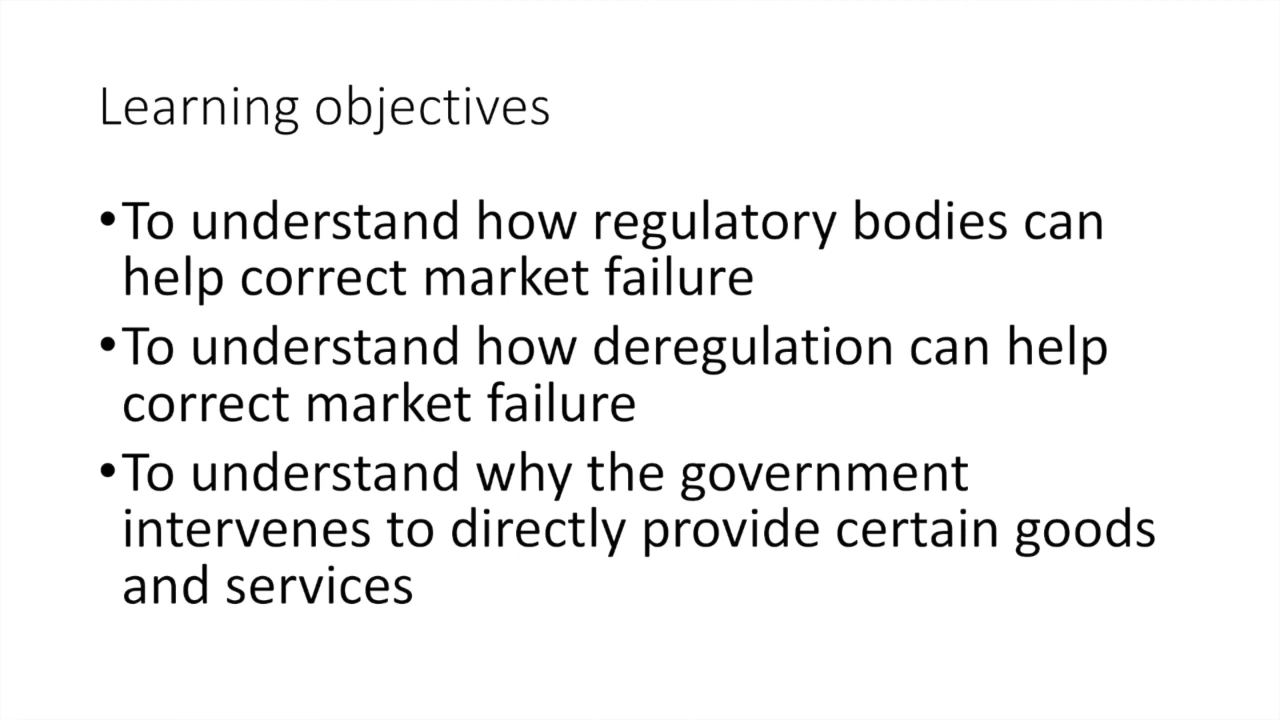 Learning objectives
•To understand how regulatory bodies can
help correct market failure
•To understand how deregulation can help
correct market failure
•To understand why the government
intervenes to directly provide certain goods
and services